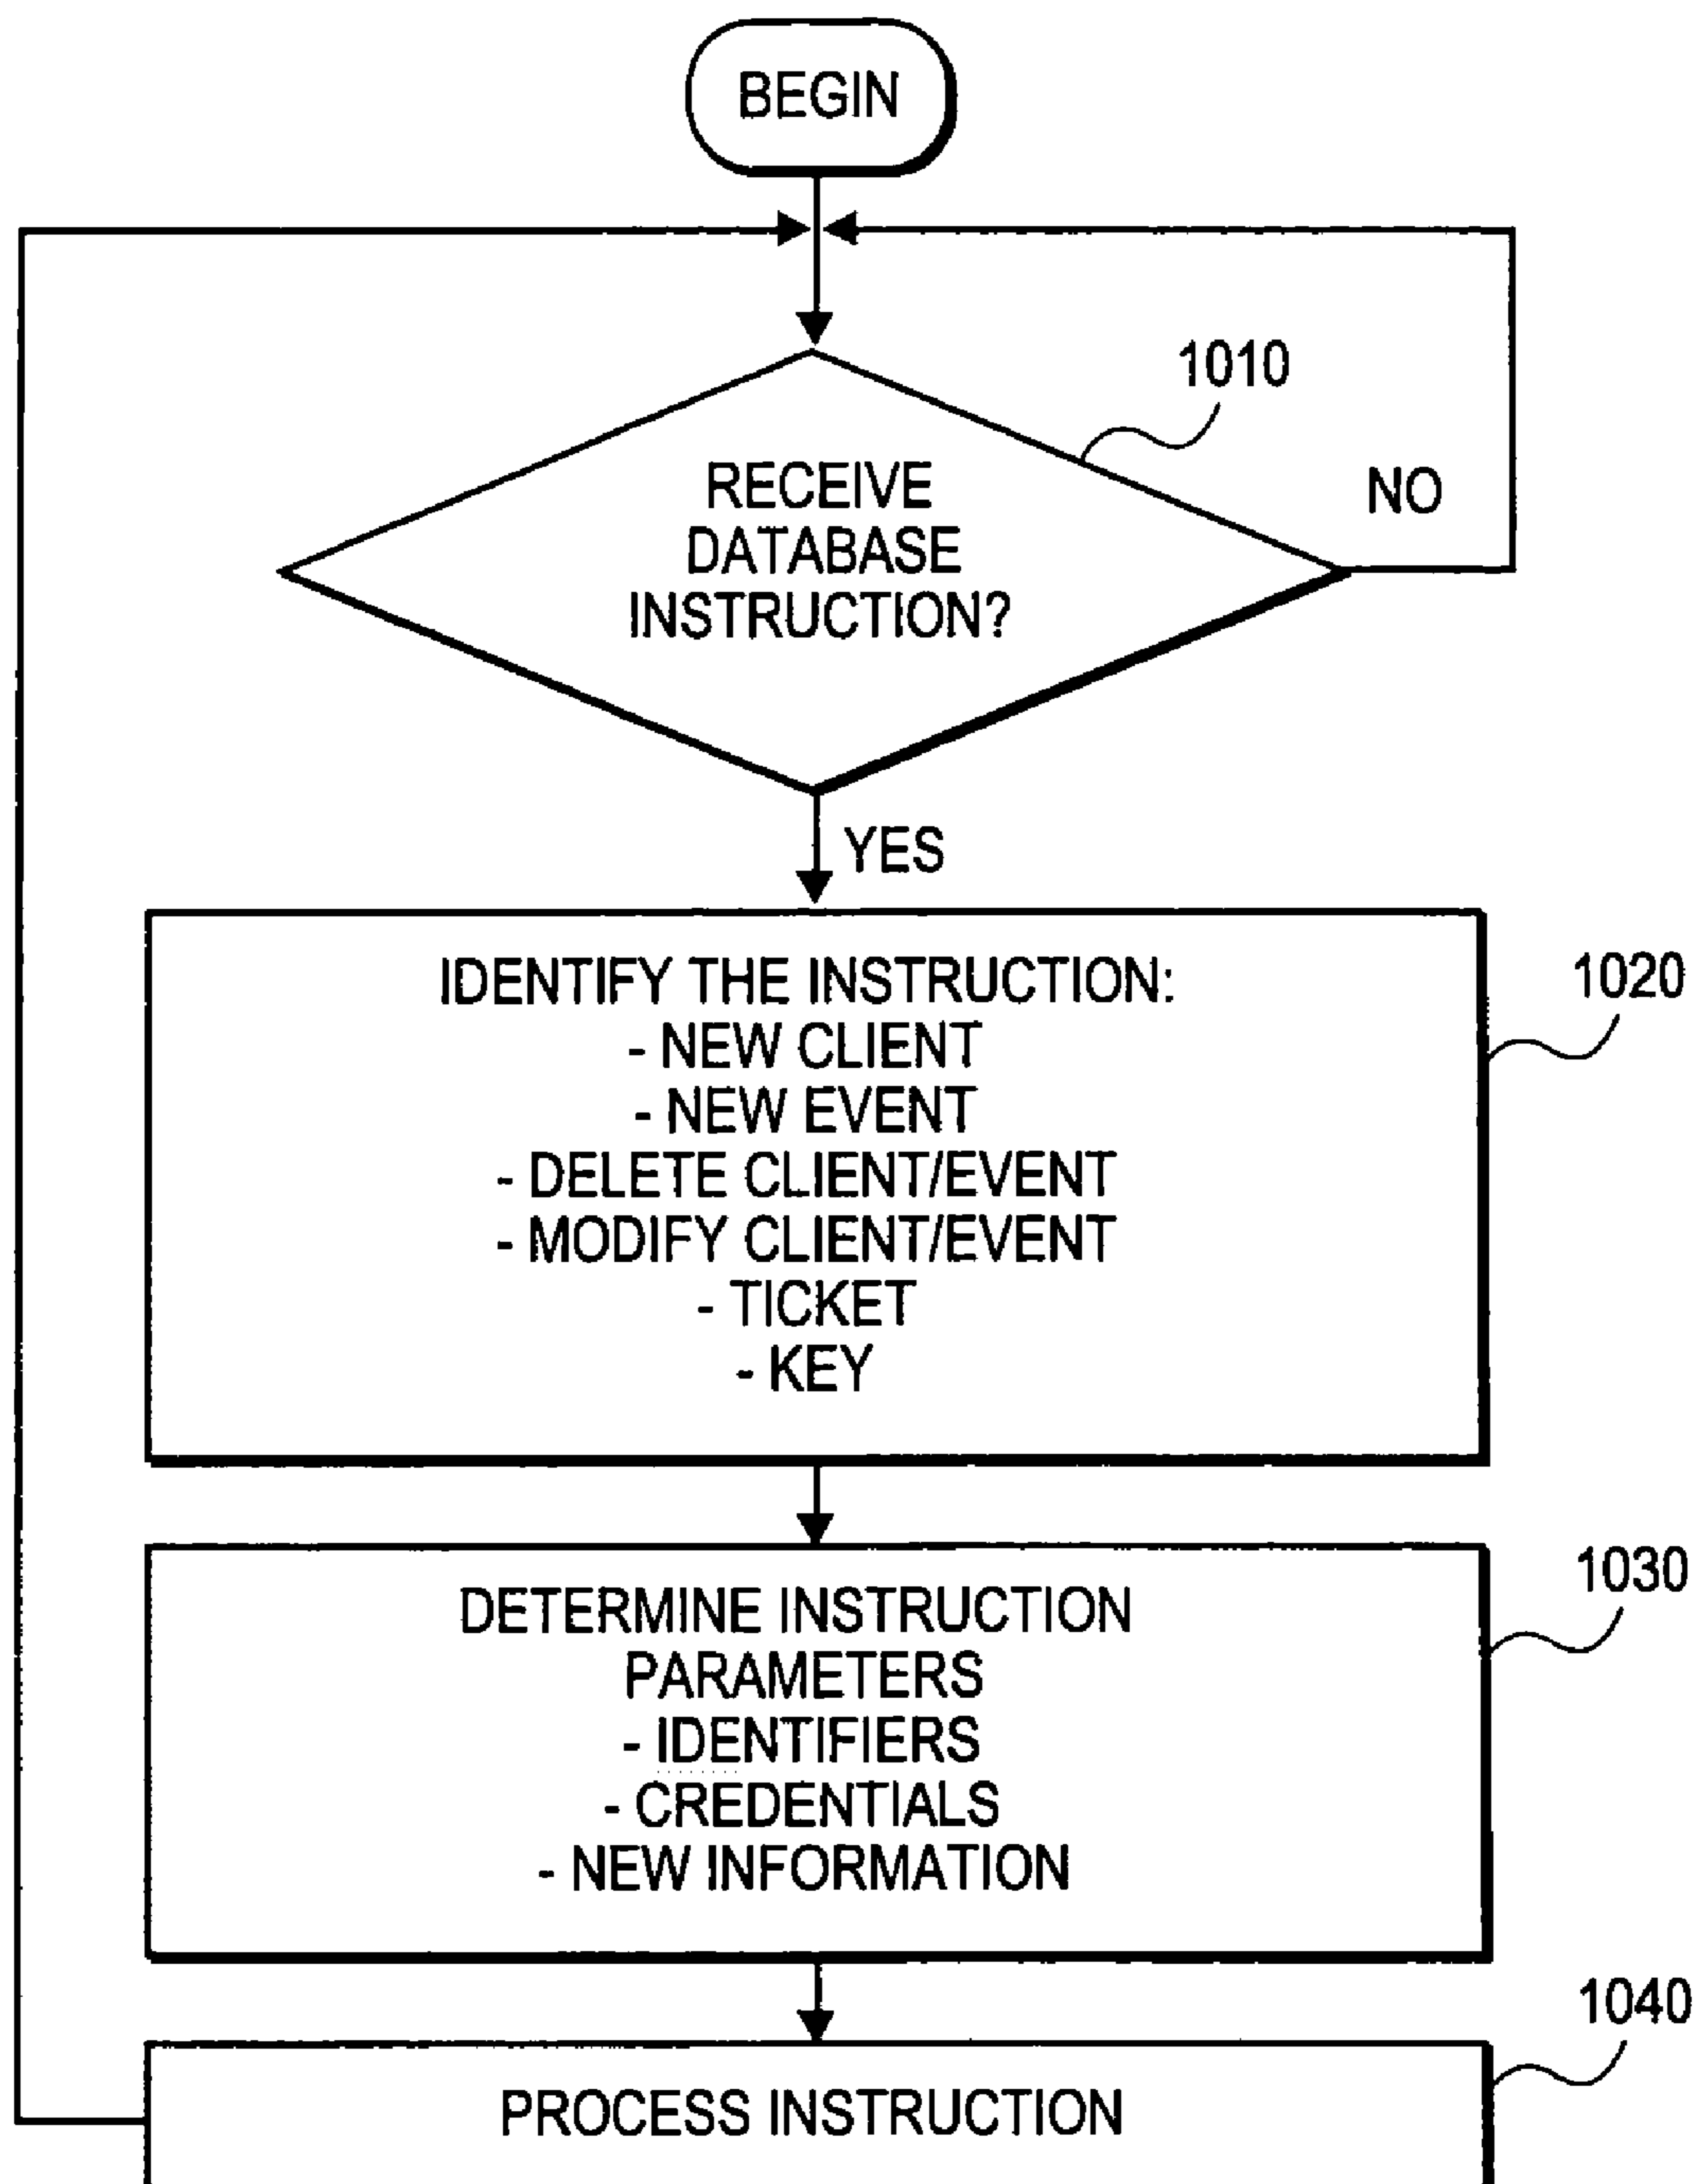 BEGIN
1010
RECEIVE
DATABASE
INSTRUCTION?
NO
YES
1020
IDENTIFY THE INSTRUCTION:
- NEW CLIENT
- NEW EVENT
- DELETE CLIENT/EVENT
- MODIFY CLIENT/EVENT
- TICKET
- KEY
1030
DETERMINE INSTRUCTION
PARAMETERS
- IDENTIFIERS
- CREDENTIALS
- NEW INFORMATION
1040
PROCESS INSTRUCTION